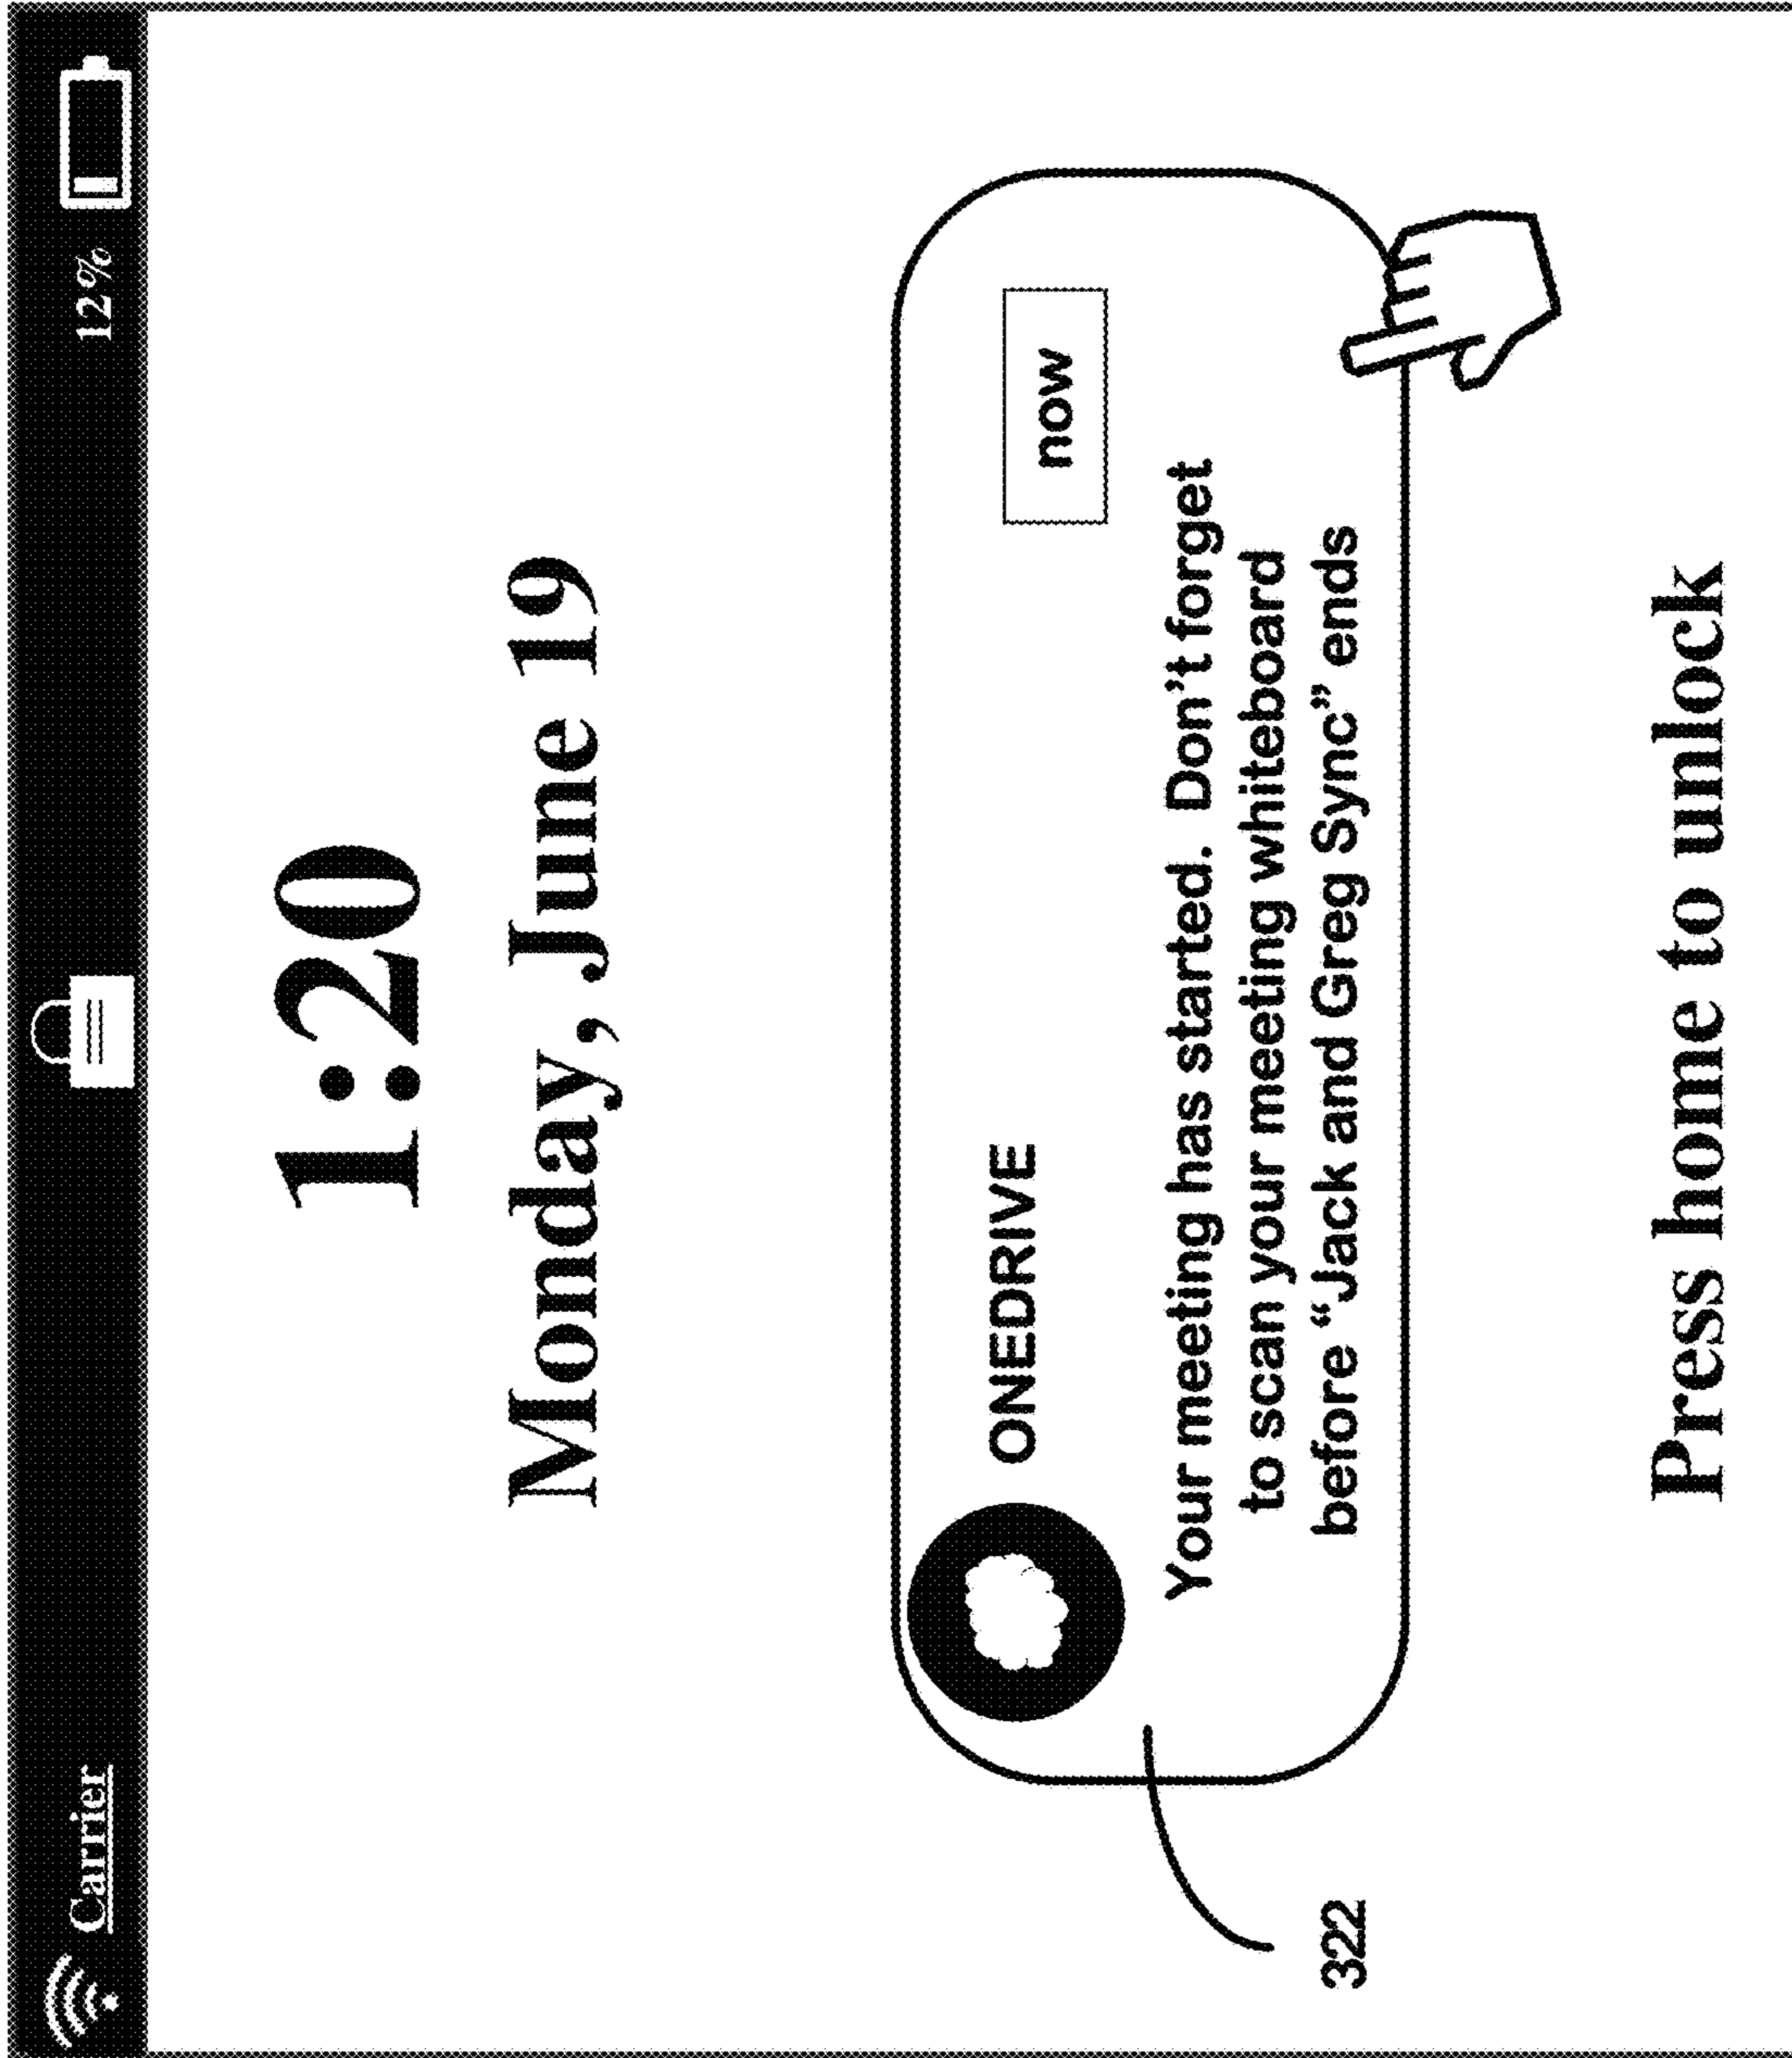 Carrier
12%
1:20
Monday, June 19
ONEDRIVE
now
Your meeting has started. Don't forget
to scan your meeting whiteboard
before “Jack and Greg Sync” ends
322
Press home to unlock